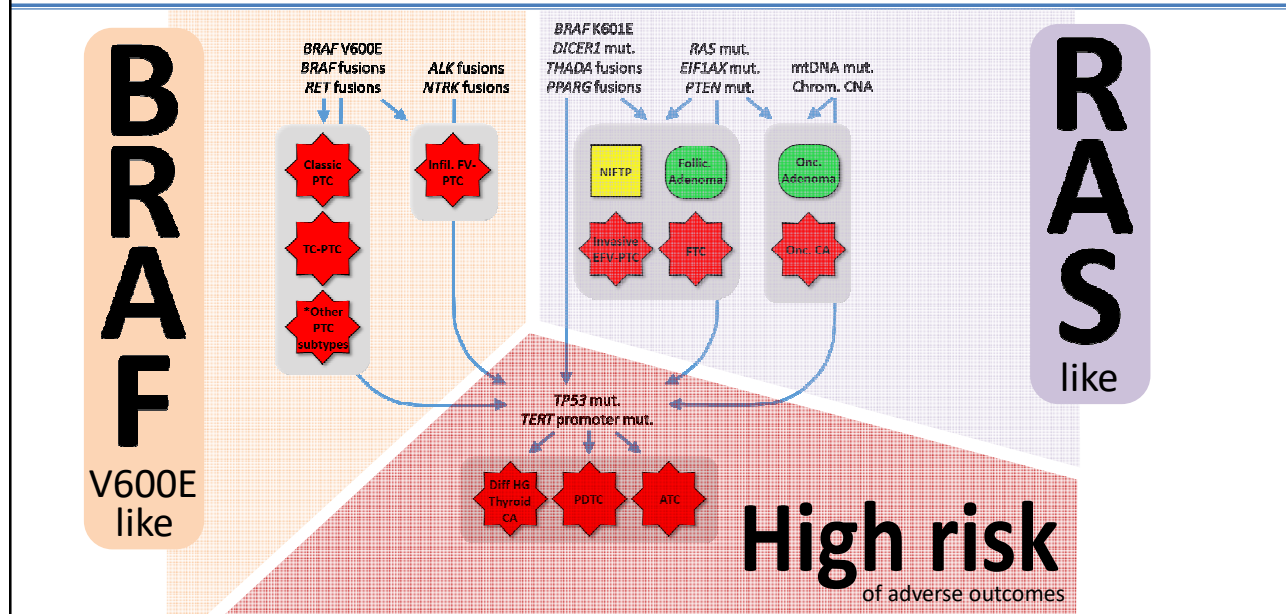 B
R
A
F
V600E
like
BRAF V600E
BRAF fusions
RET fusions
ALK fusions
NTRK fusions
Classic
PTC
Infil. FV-
PTC
TC-PTC
*Other
PTC
subtypes
BRAF K601E
DICER1 mut.
THADA fusions
PPARG fusions
RAS mut.
EIF1AX mut.
PTEN mut.
mtDNA mut.
Chrom. CNA
NIFTP
Follic.
Adenoma
Onc.
Adenoma
Invasive
EFV-PTC
FTC
Onc. CA
R
A
S
like
TP53 mut.
TERT promoter mut.
Diff HG
Thyroid
CA
PDTC
ATC
High risk
of adverse outcomes